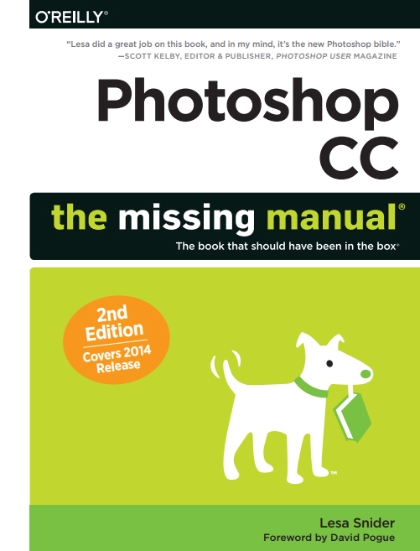 O'REILLY®
“Lesa did a great job on this book, and in my mind, it’s the new Photoshop bible.”
—SCOTT KELBY, EDITOR & PUBLISHER, PHOTOSHOP USER MAGAZINE
Photoshop
CC
the missing manual®
The book that should have been in the box®
2nd
Edition
Covers 2014
Release
™
Lesa Snider
Foreword by David Pogue